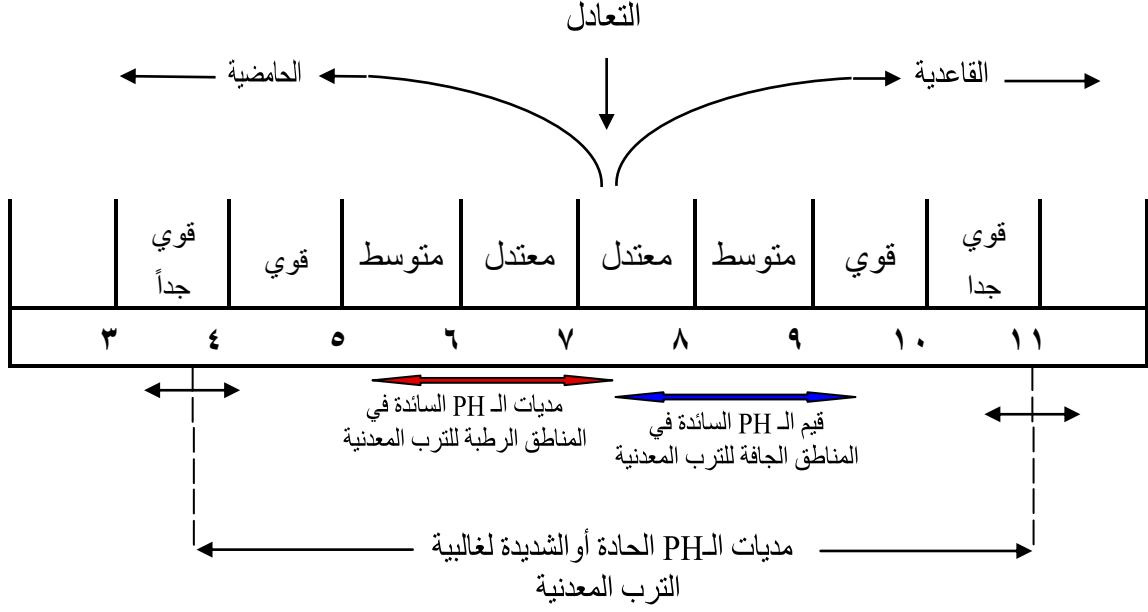 التعادل
القاعدية
الحامضية
قوي
جداً
قوي
متوسط
معتدل
معتدل
متوسط
قوي
قوي
جدا
٣ ٤ ٥ ٦ ٧ ٨ ٩ ١٠ ١١
مديات الـ PH السائدة في
المناطق الرطبة للترب المعدنية
قيم الـ PH السائدة في
المناطق الجافة للترب المعدنية
مديات الـPH الحادة أو الشديدة لغالبية
الترب المعدنية